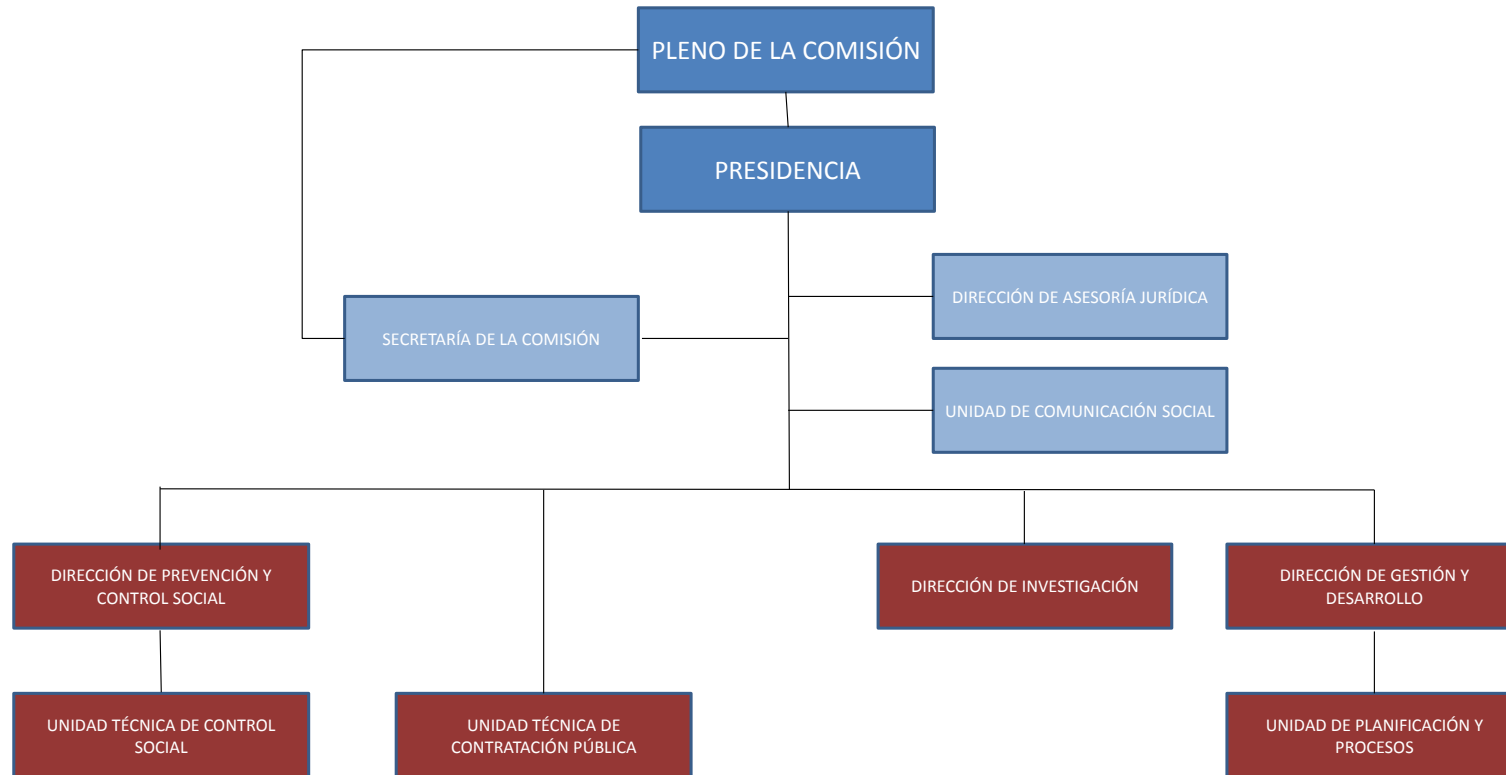 PLENO DE LA COMISIÓN
PRESIDENCIA
DIRECCIÓN DE ASESORÍA JURÍDICA
SECRETARÍA DE LA COMISIÓN
UNIDAD DE COMUNICACIÓN SOCIAL
DIRECCIÓN DE PREVENCIÓN Y
CONTROL SOCIAL
DIRECCIÓN DE INVESTIGACIÓN
DIRECCIÓN DE GESTIÓN Y
DESARROLLO
UNIDAD TÉCNICA DE CONTROL
SOCIAL
UNIDAD TÉCNICA DE
CONTRATACIÓN PÚBLICA
UNIDAD DE PLANIFICACIÓN Y
PROCESOS